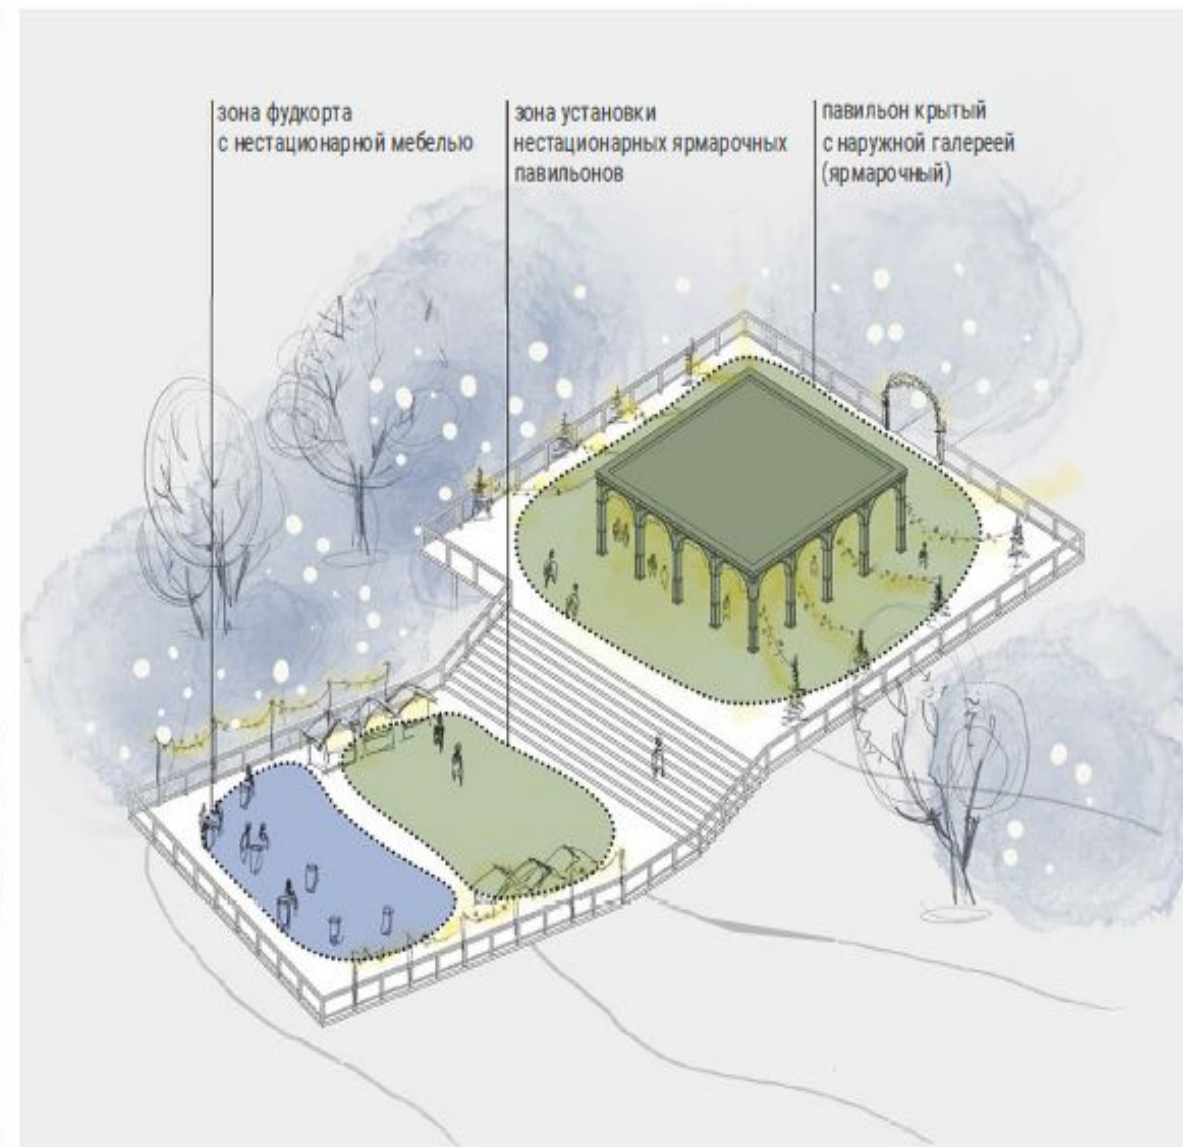 зона фудкорта
с нестационарной мебелью
зона установки
нестационарных ярмарочных
павильонов
павильон крытый
с наружной галереей
(ярмарочный)